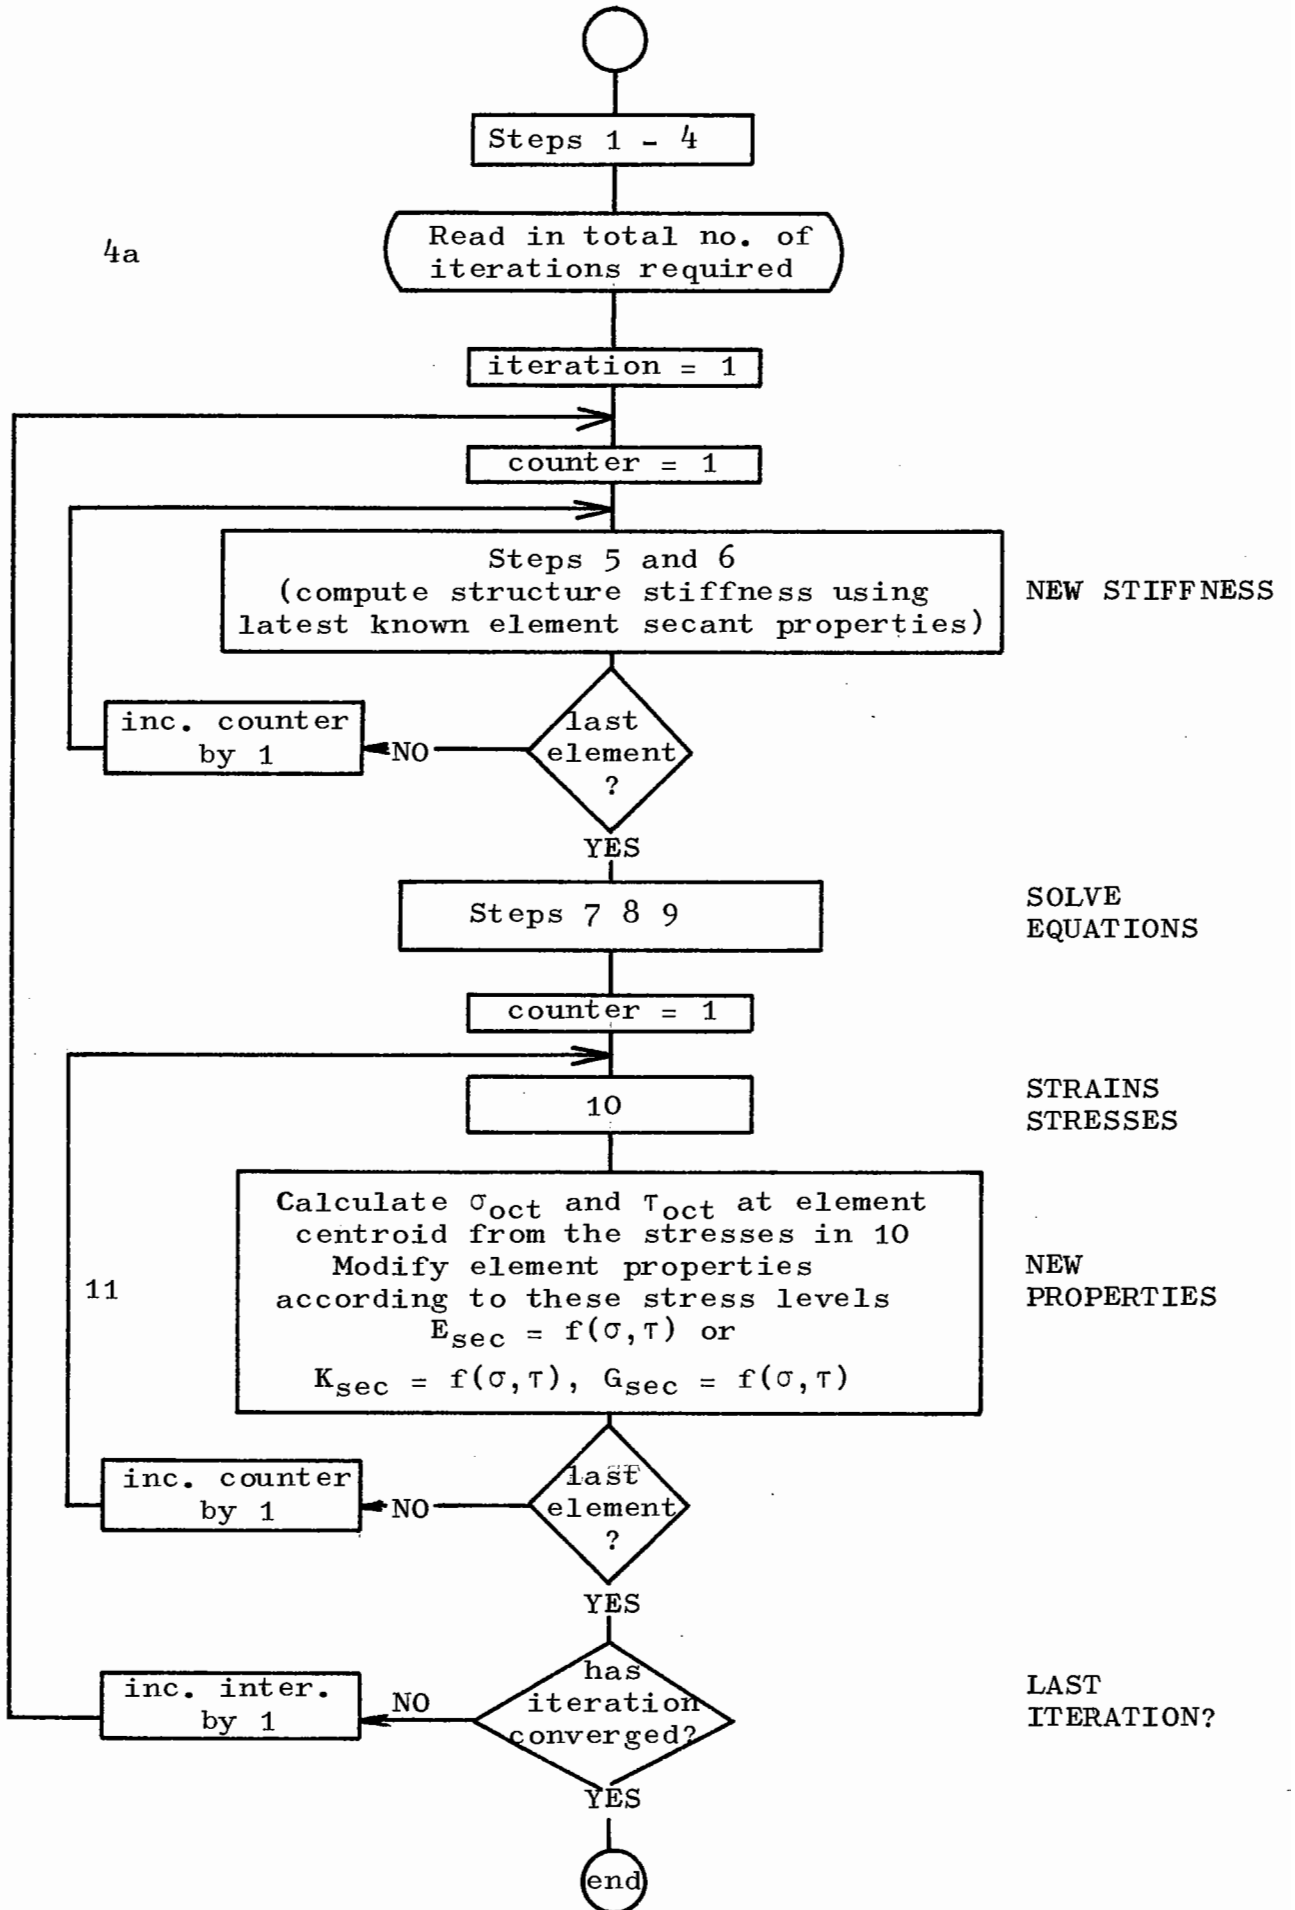 Steps 1 - 4
4a
Read in total no. of
iterations required
iteration = 1
counter = 1
Steps 5 and 6
(compute structure stiffness using
latest known element secant properties)
NEW STIFFNESS
inc. counter
by 1
NO
last
element
?
YES
Steps 7 8 9
SOLVE
EQUATIONS
counter = 1
10
STRAINS
STRESSES
11
Calculate σoct and τoct at element
centroid from the stresses in 10
Modify element properties
according to these stress levels
Esec = f(σ,τ) or
Ksec = f(σ,τ), Gsec = f(σ,τ)
NEW
PROPERTIES
inc. counter
by 1
NO
last
element
?
YES
inc. inter.
by 1
NO
has
iteration
converged?
LAST
ITERATION?
YES
end